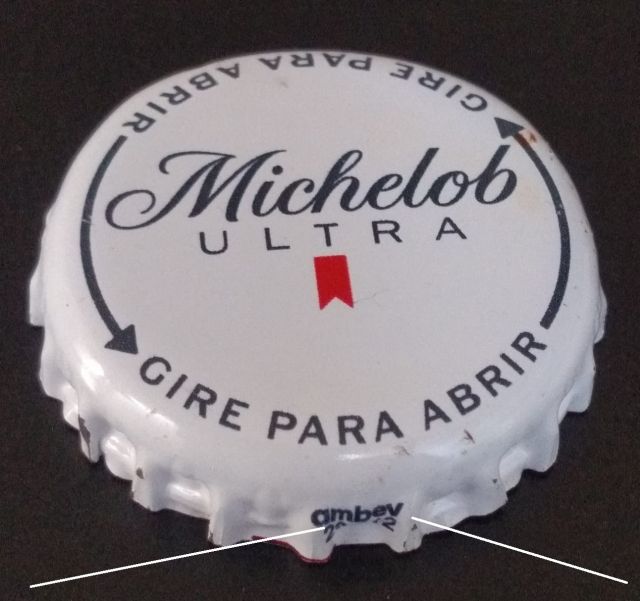 GIRE PARA ABRIR
Michelob
ULTRA
GIRE PARA ABRIR
ambev